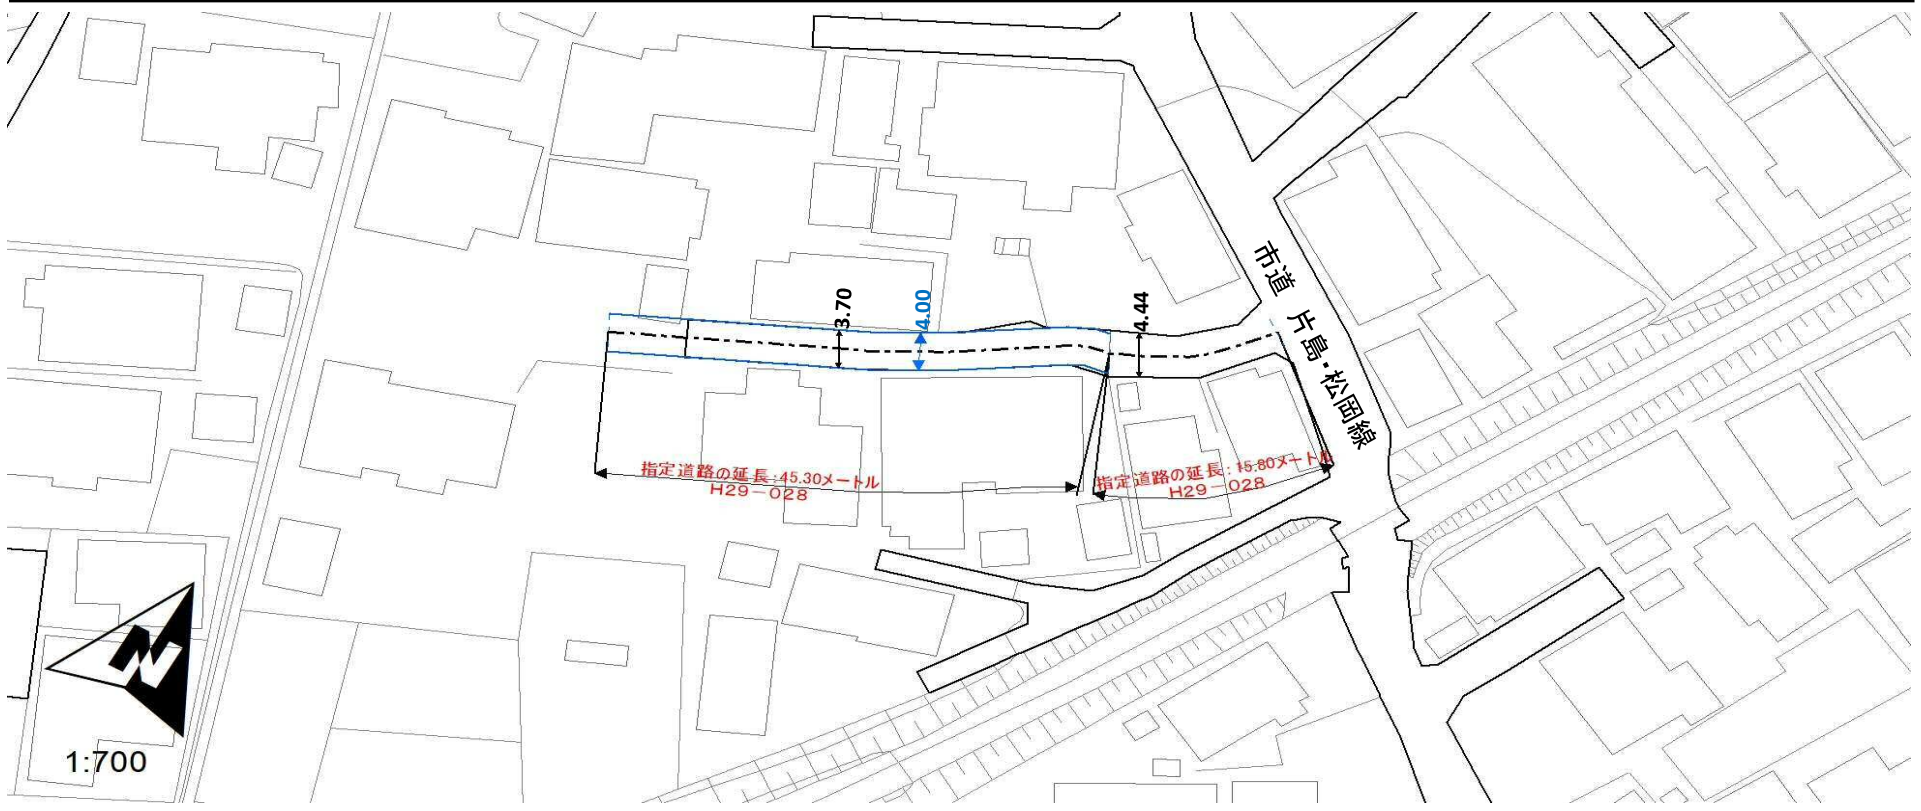 市道 片島・松岡線
3.70
4.00
4.44
指定道路の延長:45.30メートル
H29-028
指定道路の延長:15.80メートル
H29-028
N
1:700